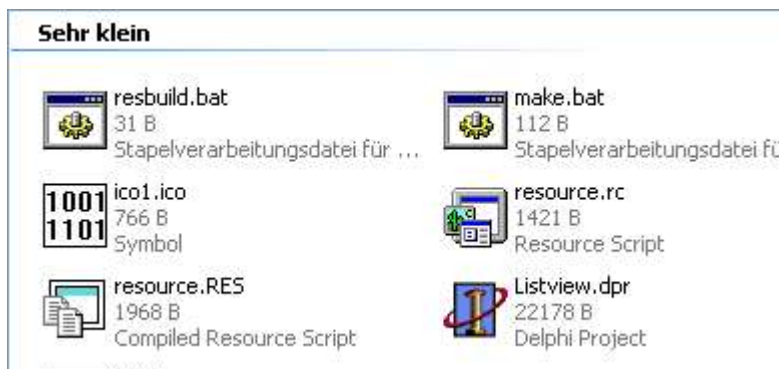 Sehr klein
resbuild.bat
31 B
Stapelverarbeitungsdatei für ...
make.bat
112 B
Stapelverarbeitungsdatei fü
1001
1101
ico1.ico
766 B
Symbol
resource.rc
1421 B
Resource Script
resource.RES
1968 B
Compiled Resource Script
Listview.dpr
22178 B
Delphi Project